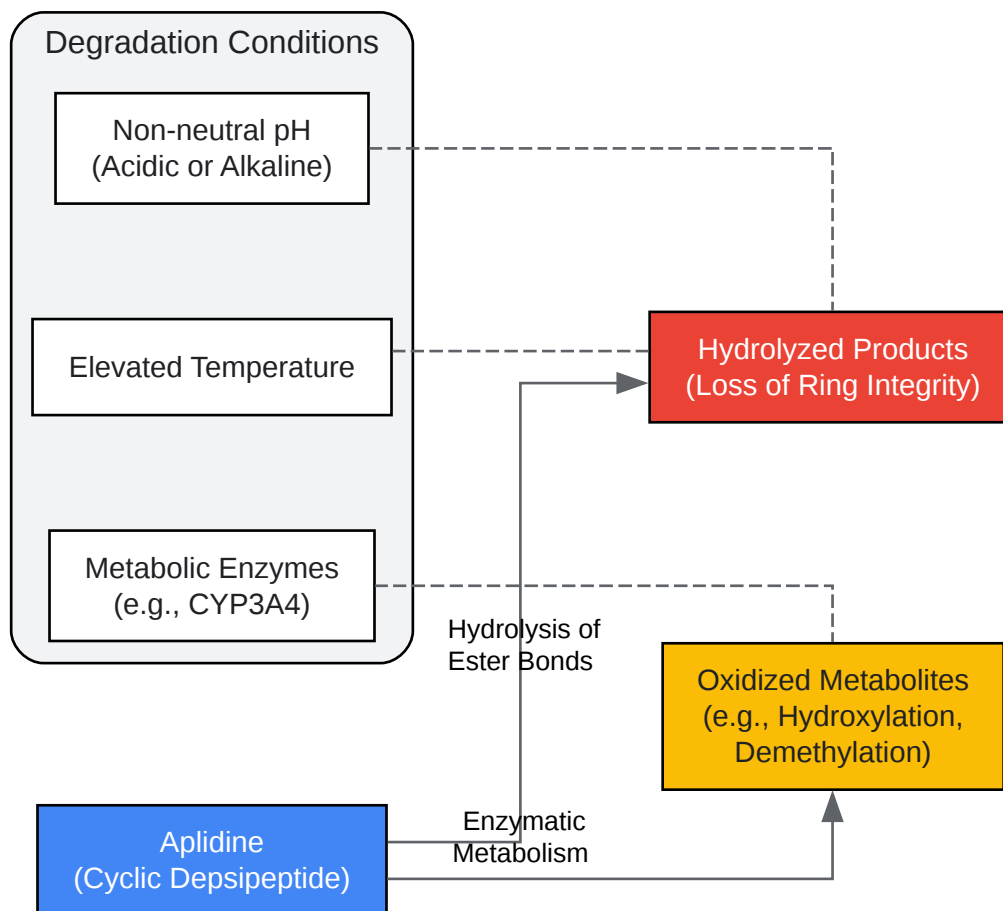 Degradation Conditions
Non-neutral pH
(Acidic or Alkaline)
Elevated Temperature
Hydrolyzed Products
(Loss of Ring Integrity)
Metabolic Enzymes
(e.g., CYP3A4)
Hydrolysis of
Ester Bonds
Oxidized Metabolites
(e.g., Hydroxylation,
Demethylation)
Enzymatic
Metabolism
Aplidine
(Cyclic Depsipeptide)